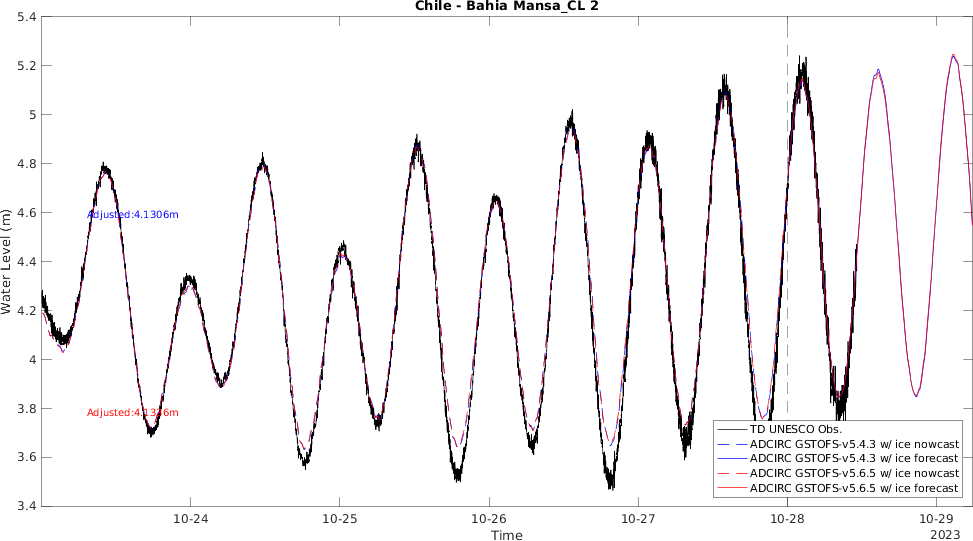 Chile - Bahia Mansa_CL 2
5.4
5.2
5
4.8
4.6
4.4
4.2
4
3.8
3.6
3.4
Water Level (m)
Adjusted:4.1306m
Adjusted:4.1346m
TD UNESCO Obs.
ADCIRC GSTOFS-v5.4.3 w/ ice nowcast
ADCIRC GSTOFS-v5.4.3 w/ ice forecast
ADCIRC GSTOFS-v5.6.5 w/ ice nowcast
ADCIRC GSTOFS-v5.6.5 w/ ice forecast
10-24 10-25 10-26 10-27 10-28 10-29
Time
2023